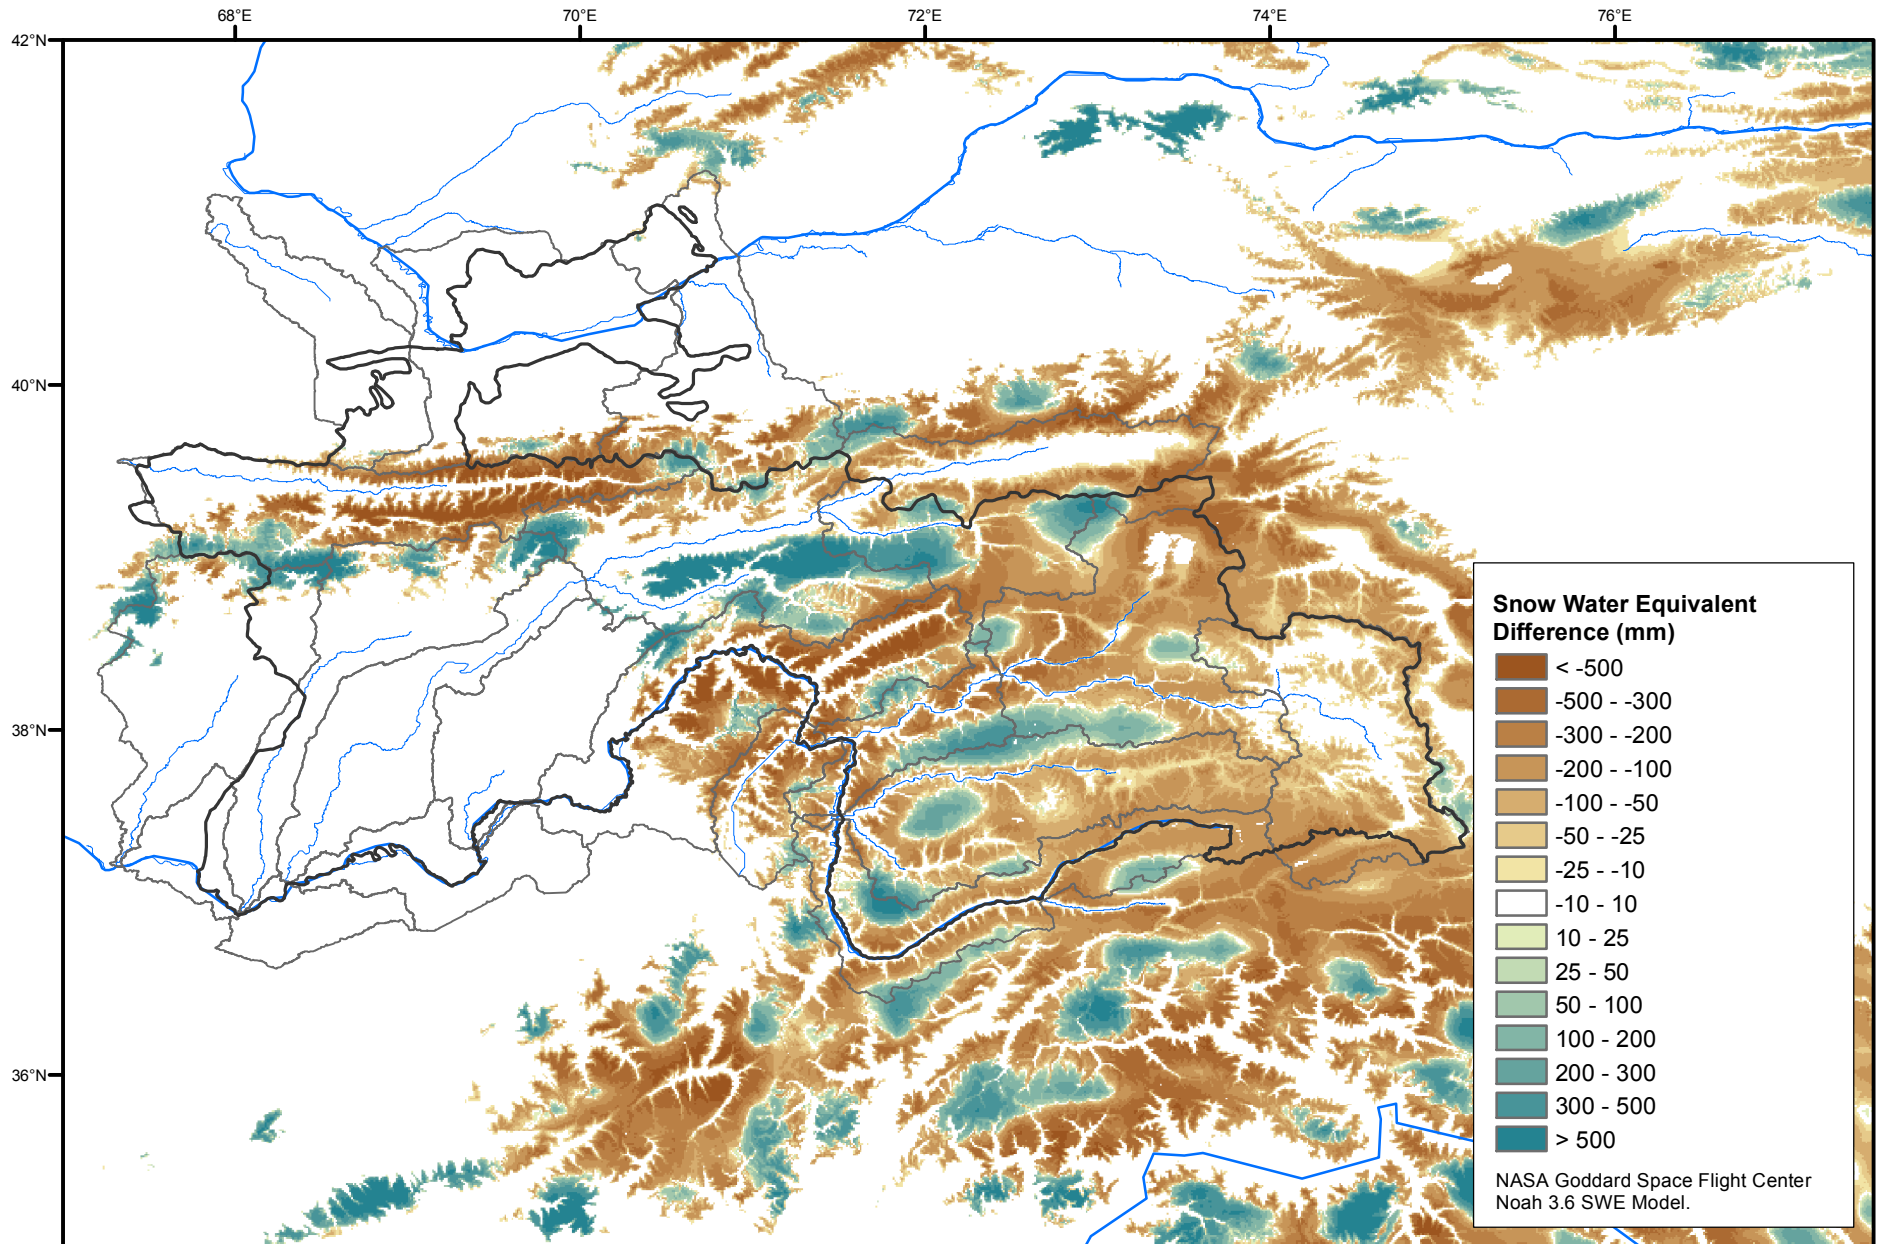 68°E 70°E 72°E 74°E 76°E
42°N
40°N
38°N
36°N
Snow Water Equivalent
Difference (mm)
< -500
-500 - -300
-300 - -200
-200 - -100
-100 - -50
-50 - -25
-25 - -10
-10 - 10
10 - 25
25 - 50
50 - 100
100 - 200
200 - 300
300 - 500
> 500
NASA Goddard Space Flight Center
Noah 3.6 SWE Model.